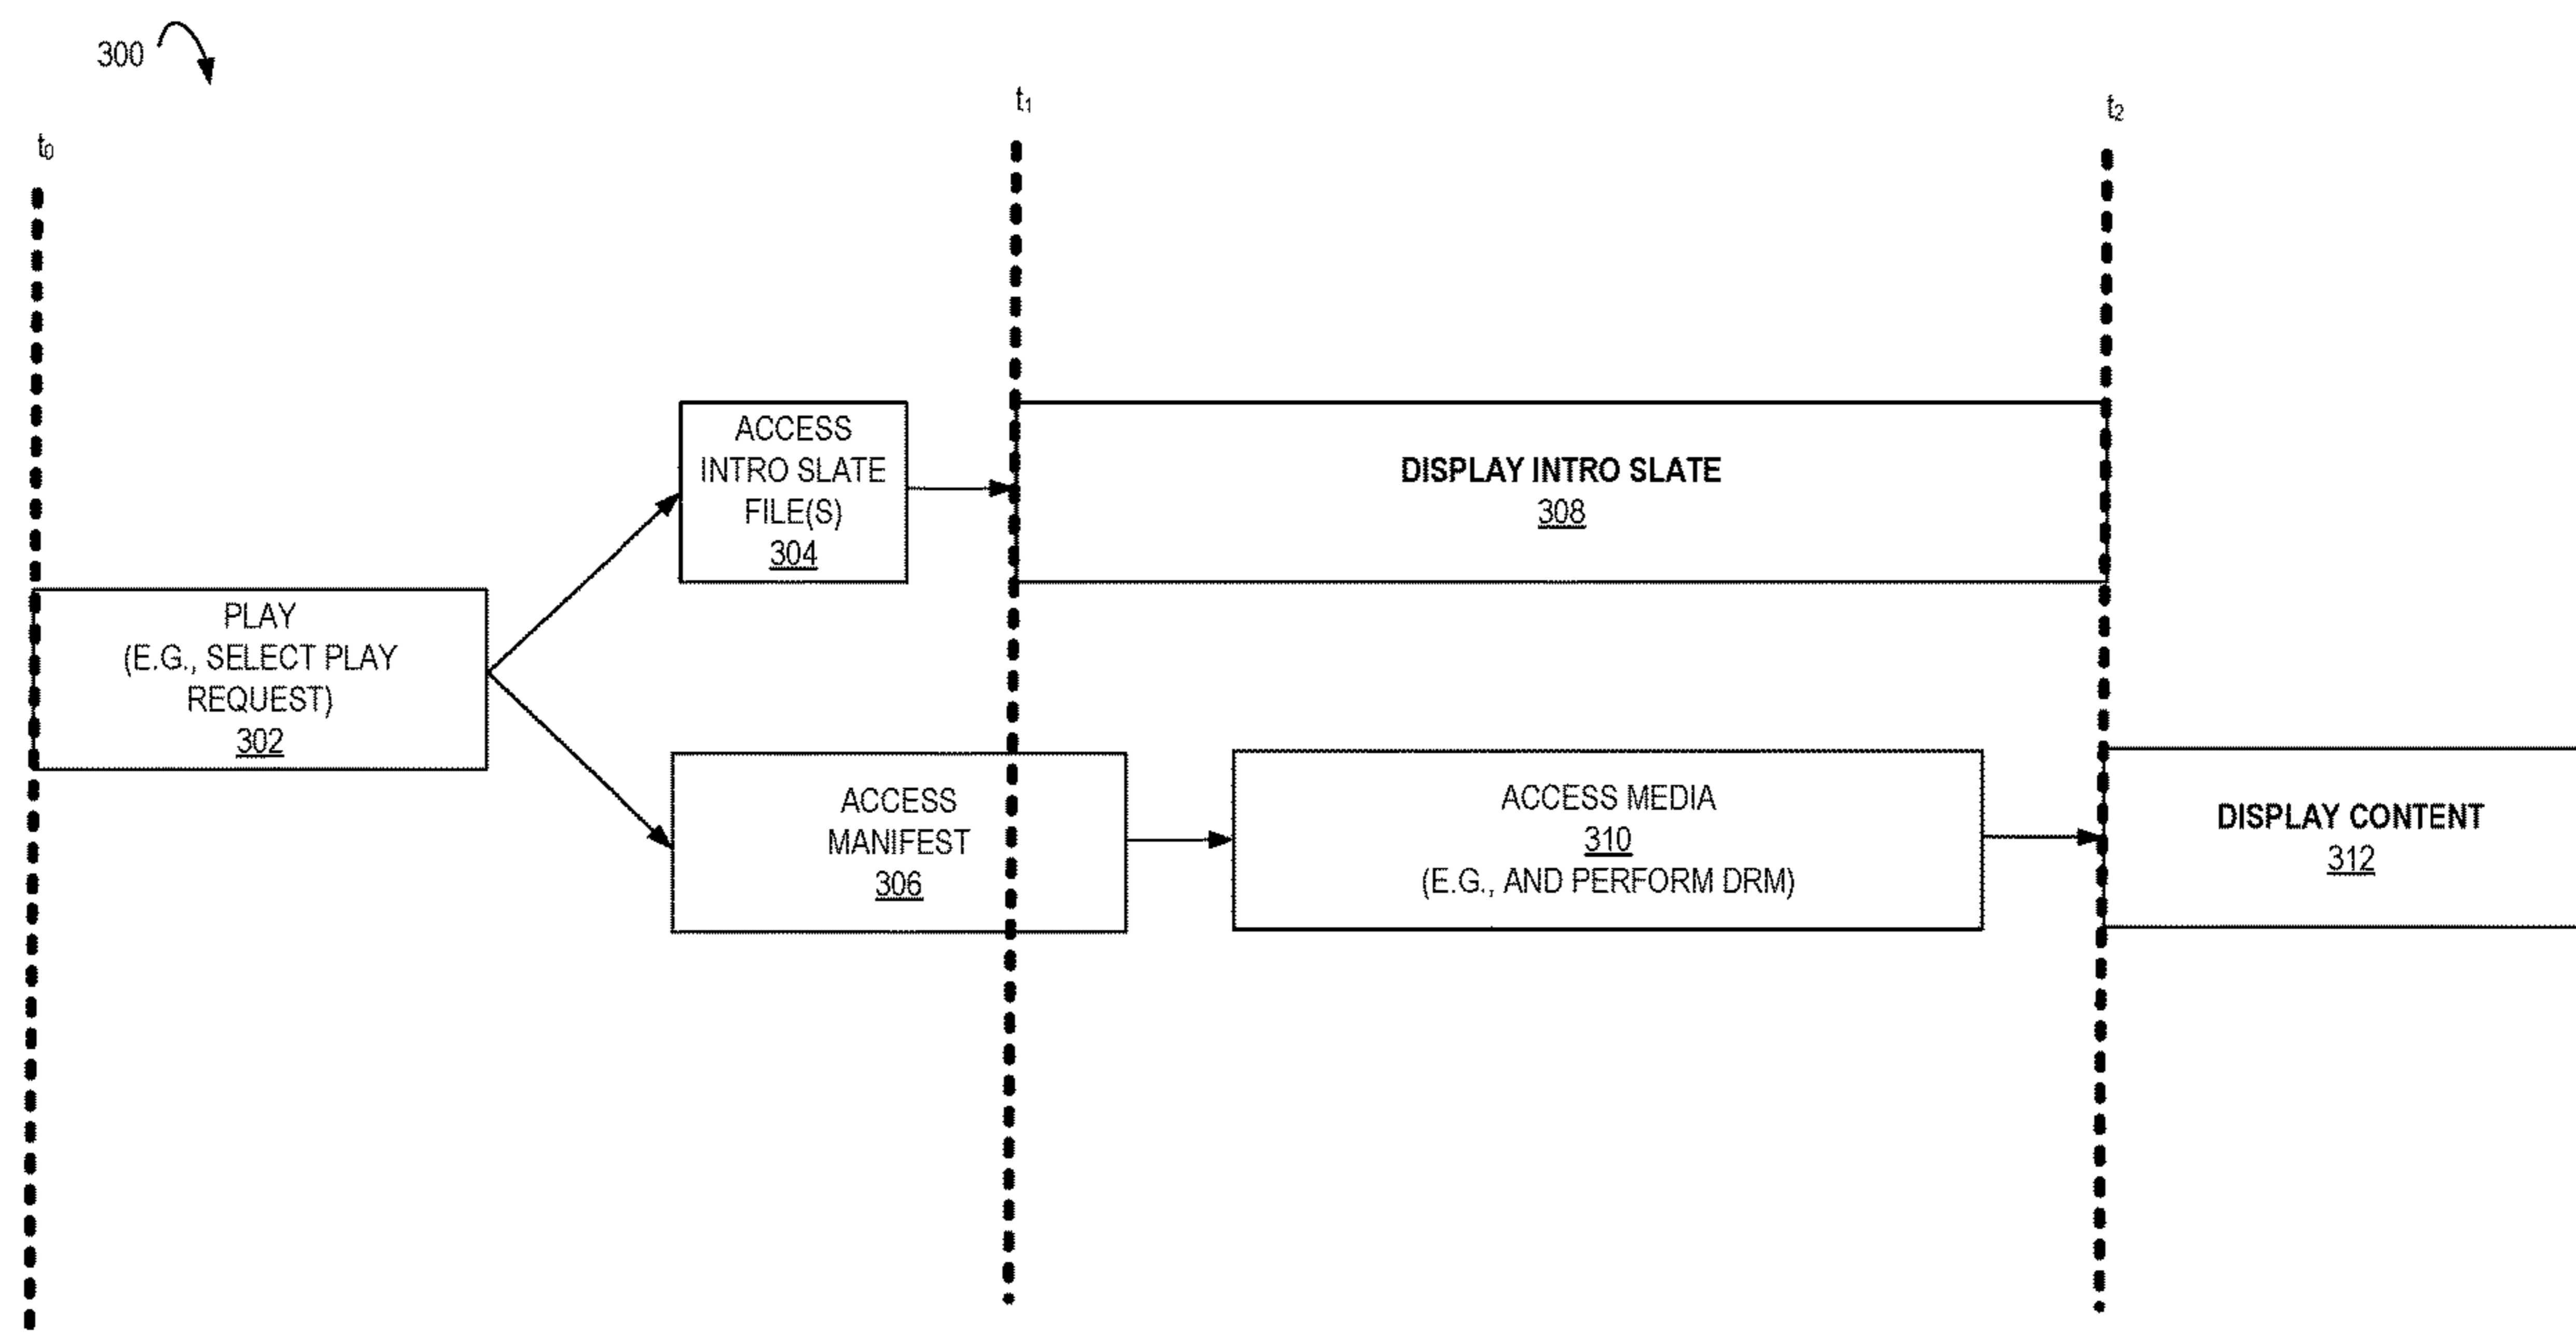 300
t0
t1
t2
ACCESS
INTRO SLATE
FILE(S)
304
DISPLAY INTRO SLATE
308
PLAY
(E.G., SELECT PLAY
REQUEST)
302
ACCESS
MANIFEST
306
ACCESS MEDIA
310
(E.G., AND PERFORM DRM)
DISPLAY CONTENT
312